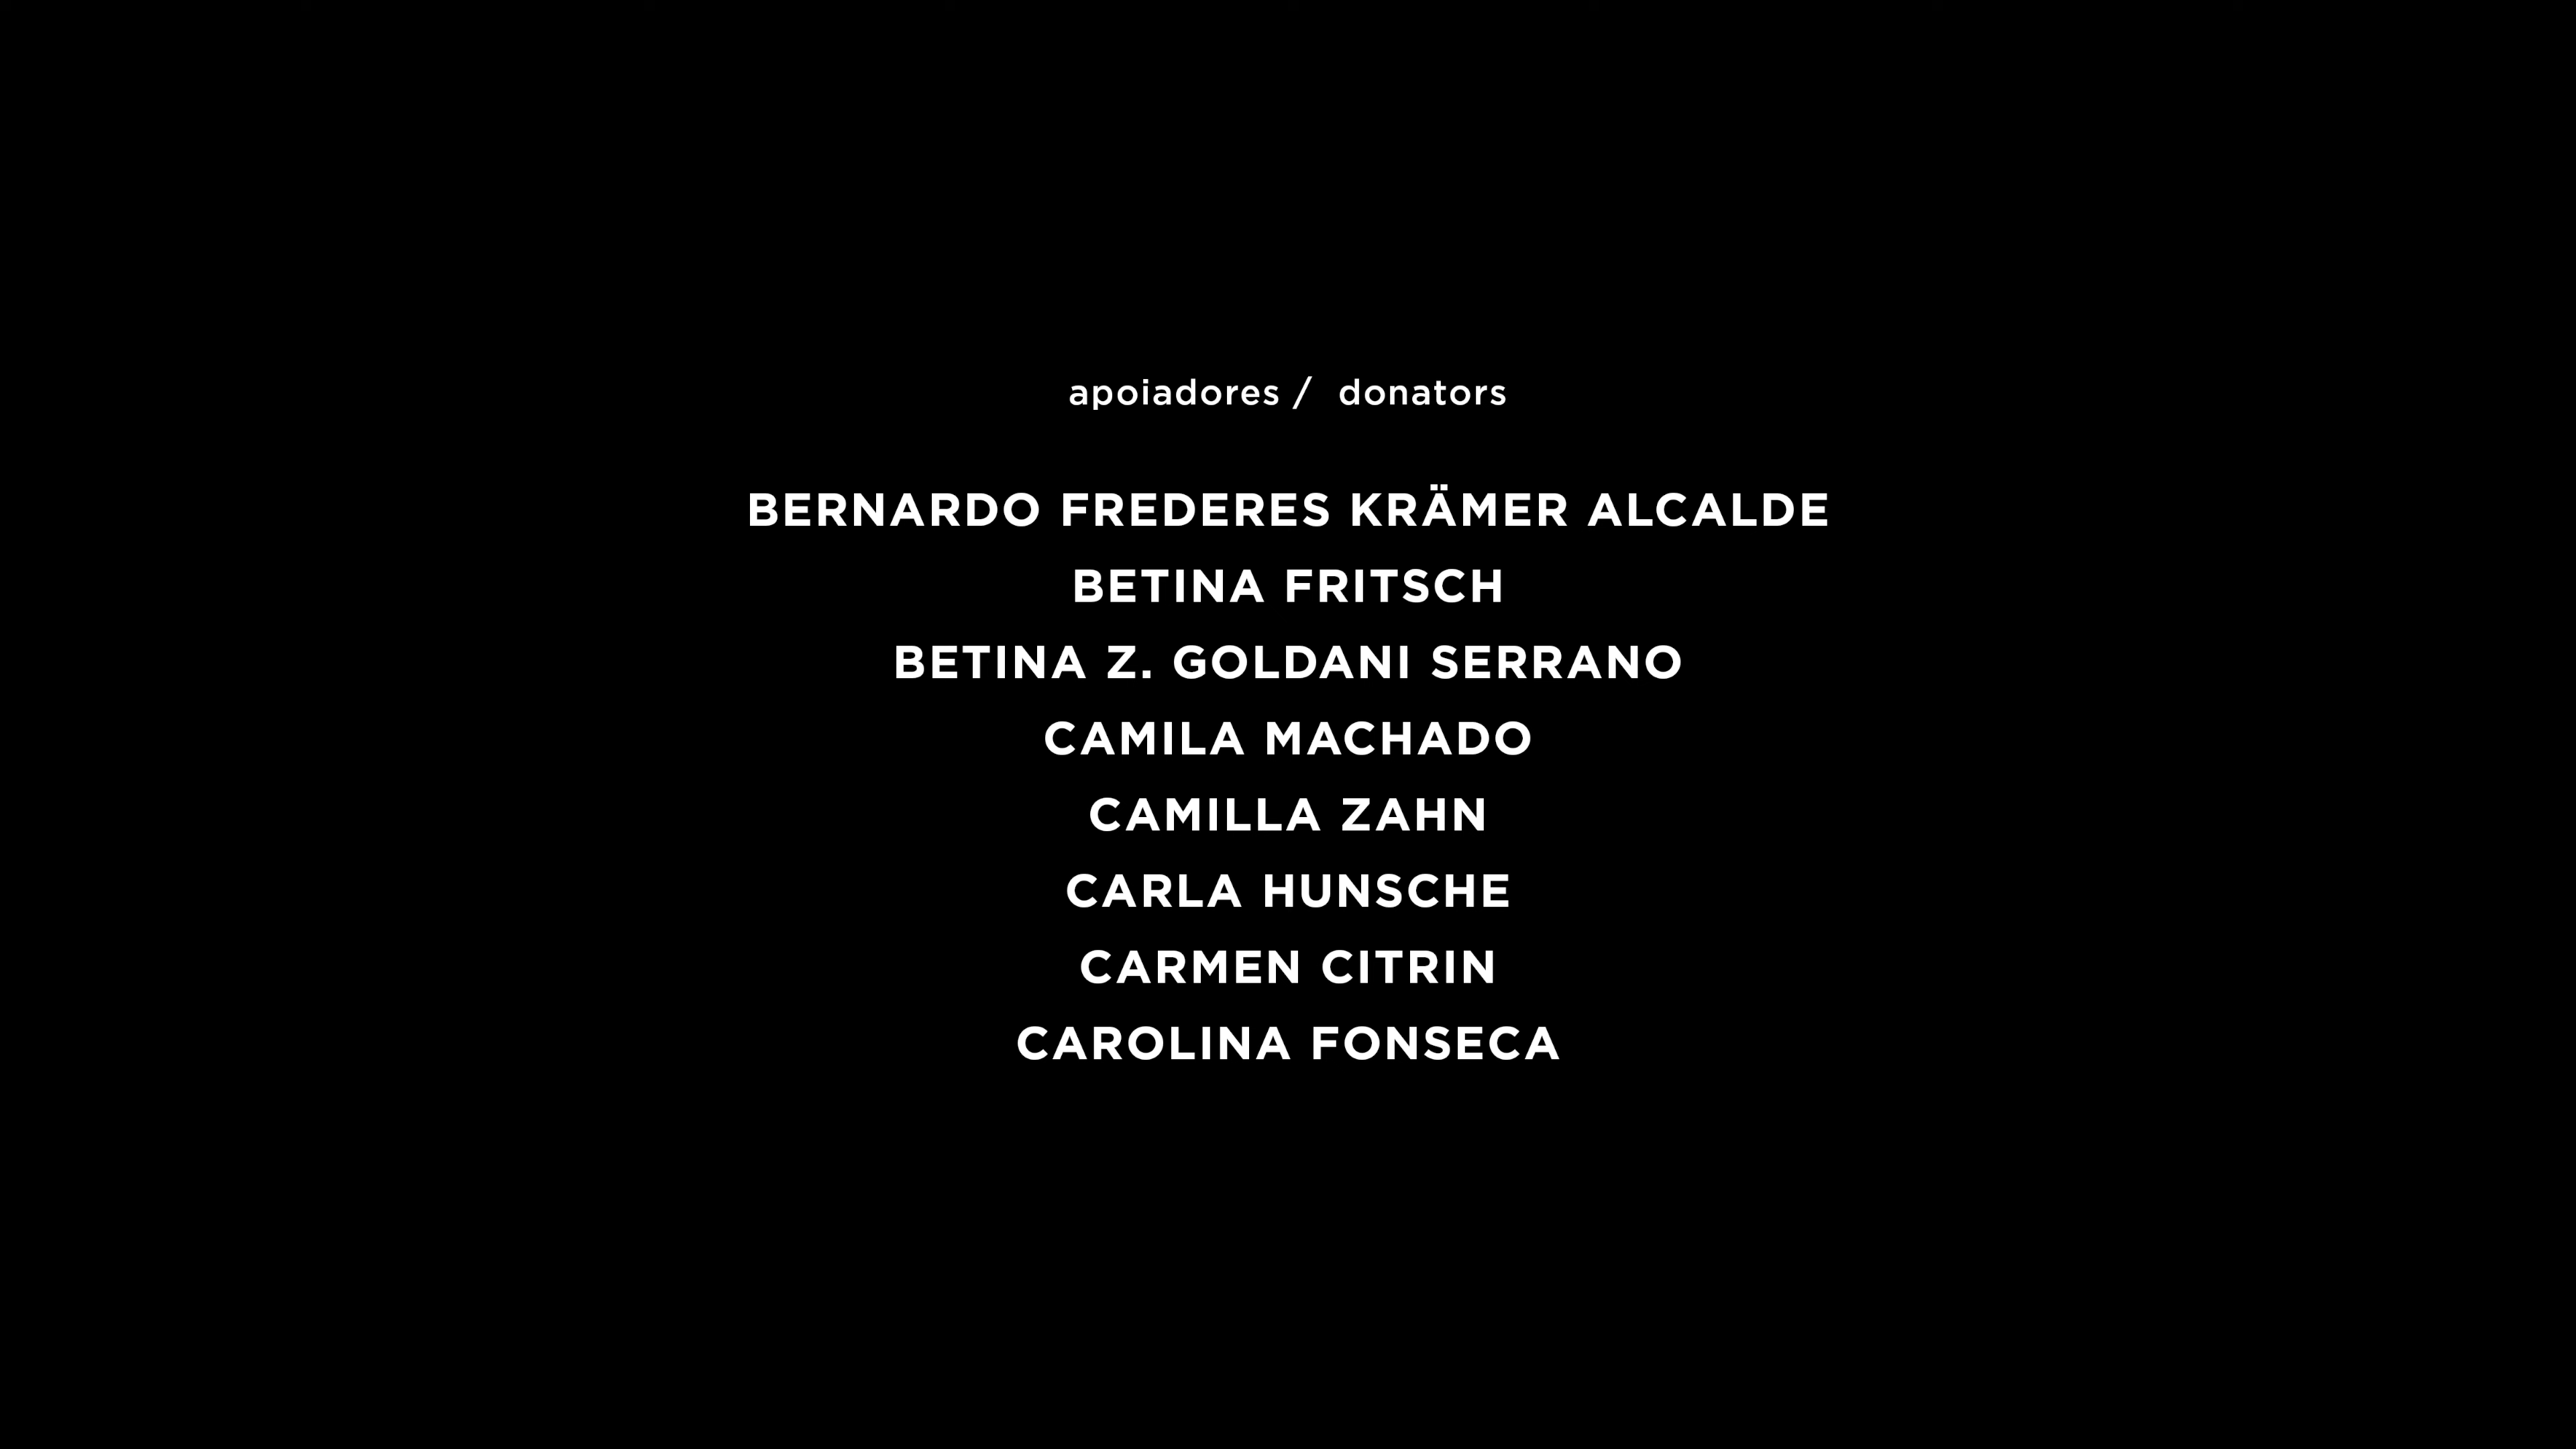 apoiadores / donators
BERNARDO FREDERES KRÄMER ALCALDE
BETINA FRITSCH
BETINA Z. GOLDANI SERRANO
CAMILA MACHADO
CAMILLA ZAHN
CARLA HUNSCHE
CARMEN CITRIN
CAROLINA FONSECA